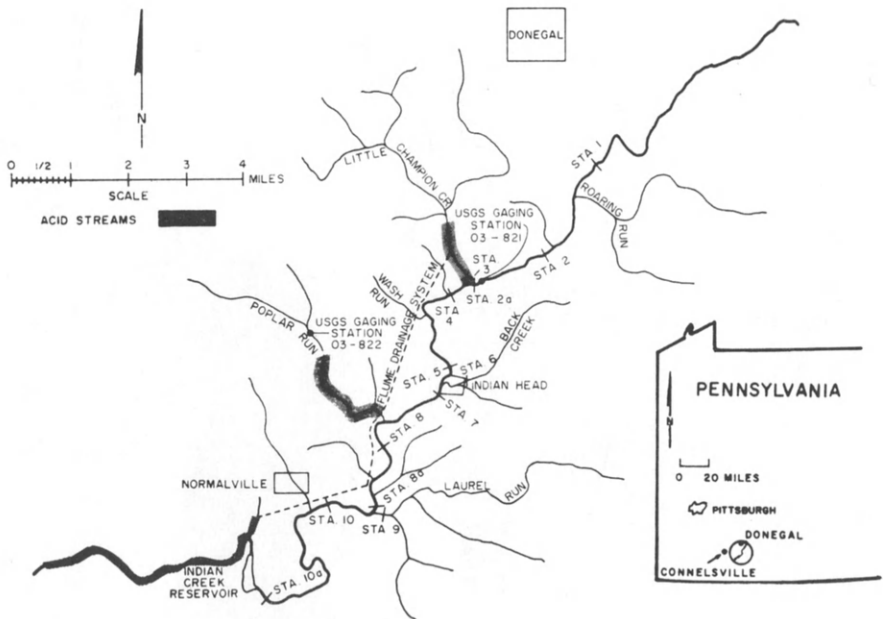 DONEGAL
N
0 1/2 1 2 3 4 MILES
SCALE
ACID STREAMS
LITTLE CHAMPION CR.
STA 1
ROARING RUN
USGS GAGING
STATION
03-821
STA 2
STA 3
STA. 2a
WASH RUN
STA 4
FLUME DRAINAGE SYSTEM
POPLAR RUN
USGS GAGING
STATION
03-822
BACK CREEK
STA. 5
STA 6
INDIAN HEAD
STA. 7
STA. 8
NORMALVILLE
STA. 8a
LAUREL RUN
STA. 10
STA 9
INDIAN
CREEK
RESERVOIR
STA. 10a
PENNSYLVANIA
N
0 20 MILES
PITTSBURGH
DONEGAL
CONNELSVILLE